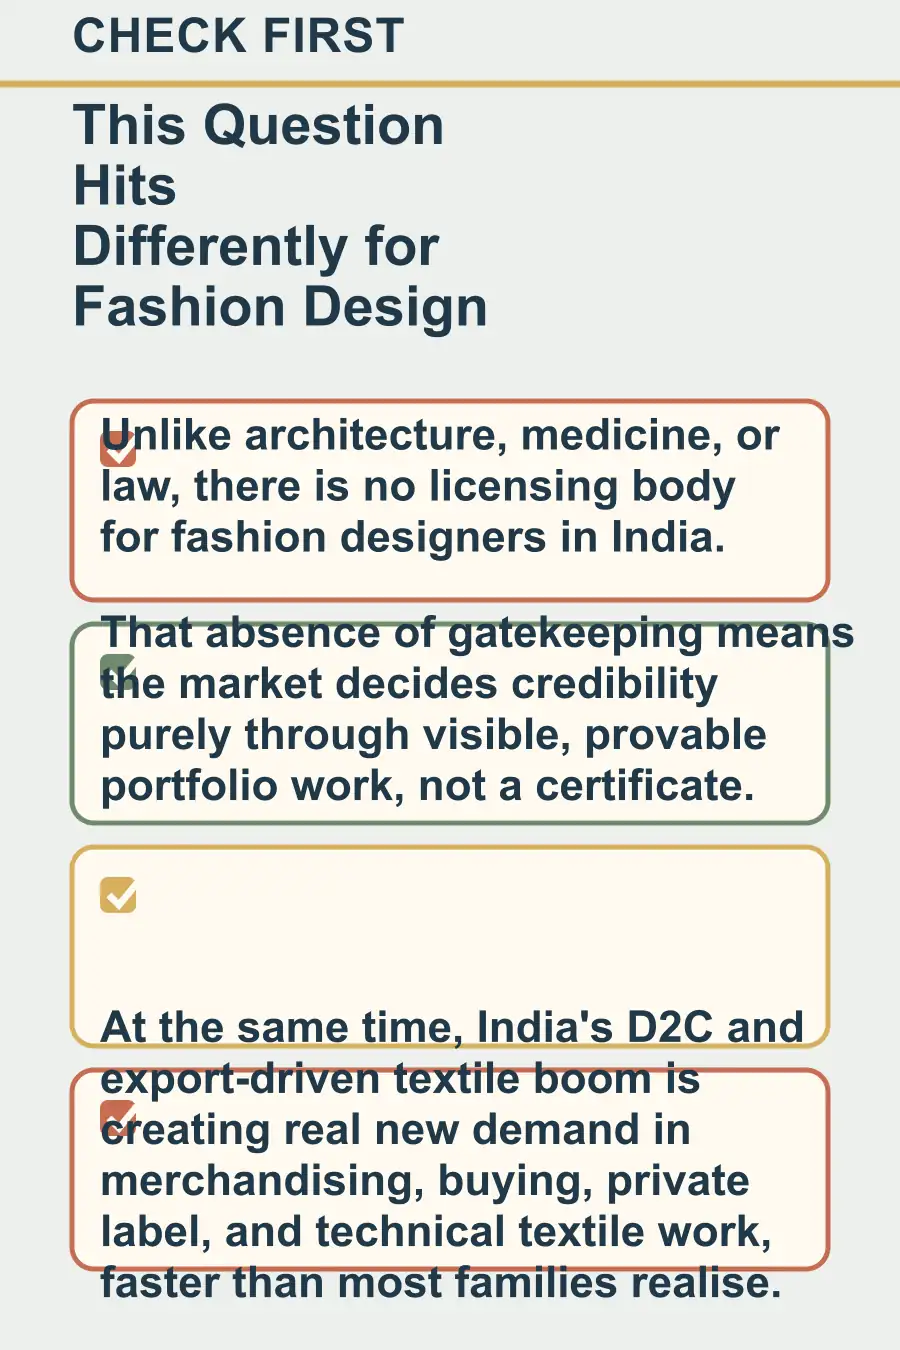 CHECK FIRST
This Question
Hits
Differently for
Fashion Design
Unlike architecture, medicine, or
law, there is no licensing body
for fashion designers in India.
That absence of gatekeeping means
the market decides credibility
purely through visible, provable
portfolio work, not a certificate.
At the same time, India's D2C and
export-driven textile boom is
creating real new demand in
merchandising, buying, private
label, and technical textile work,
faster than most families realise.